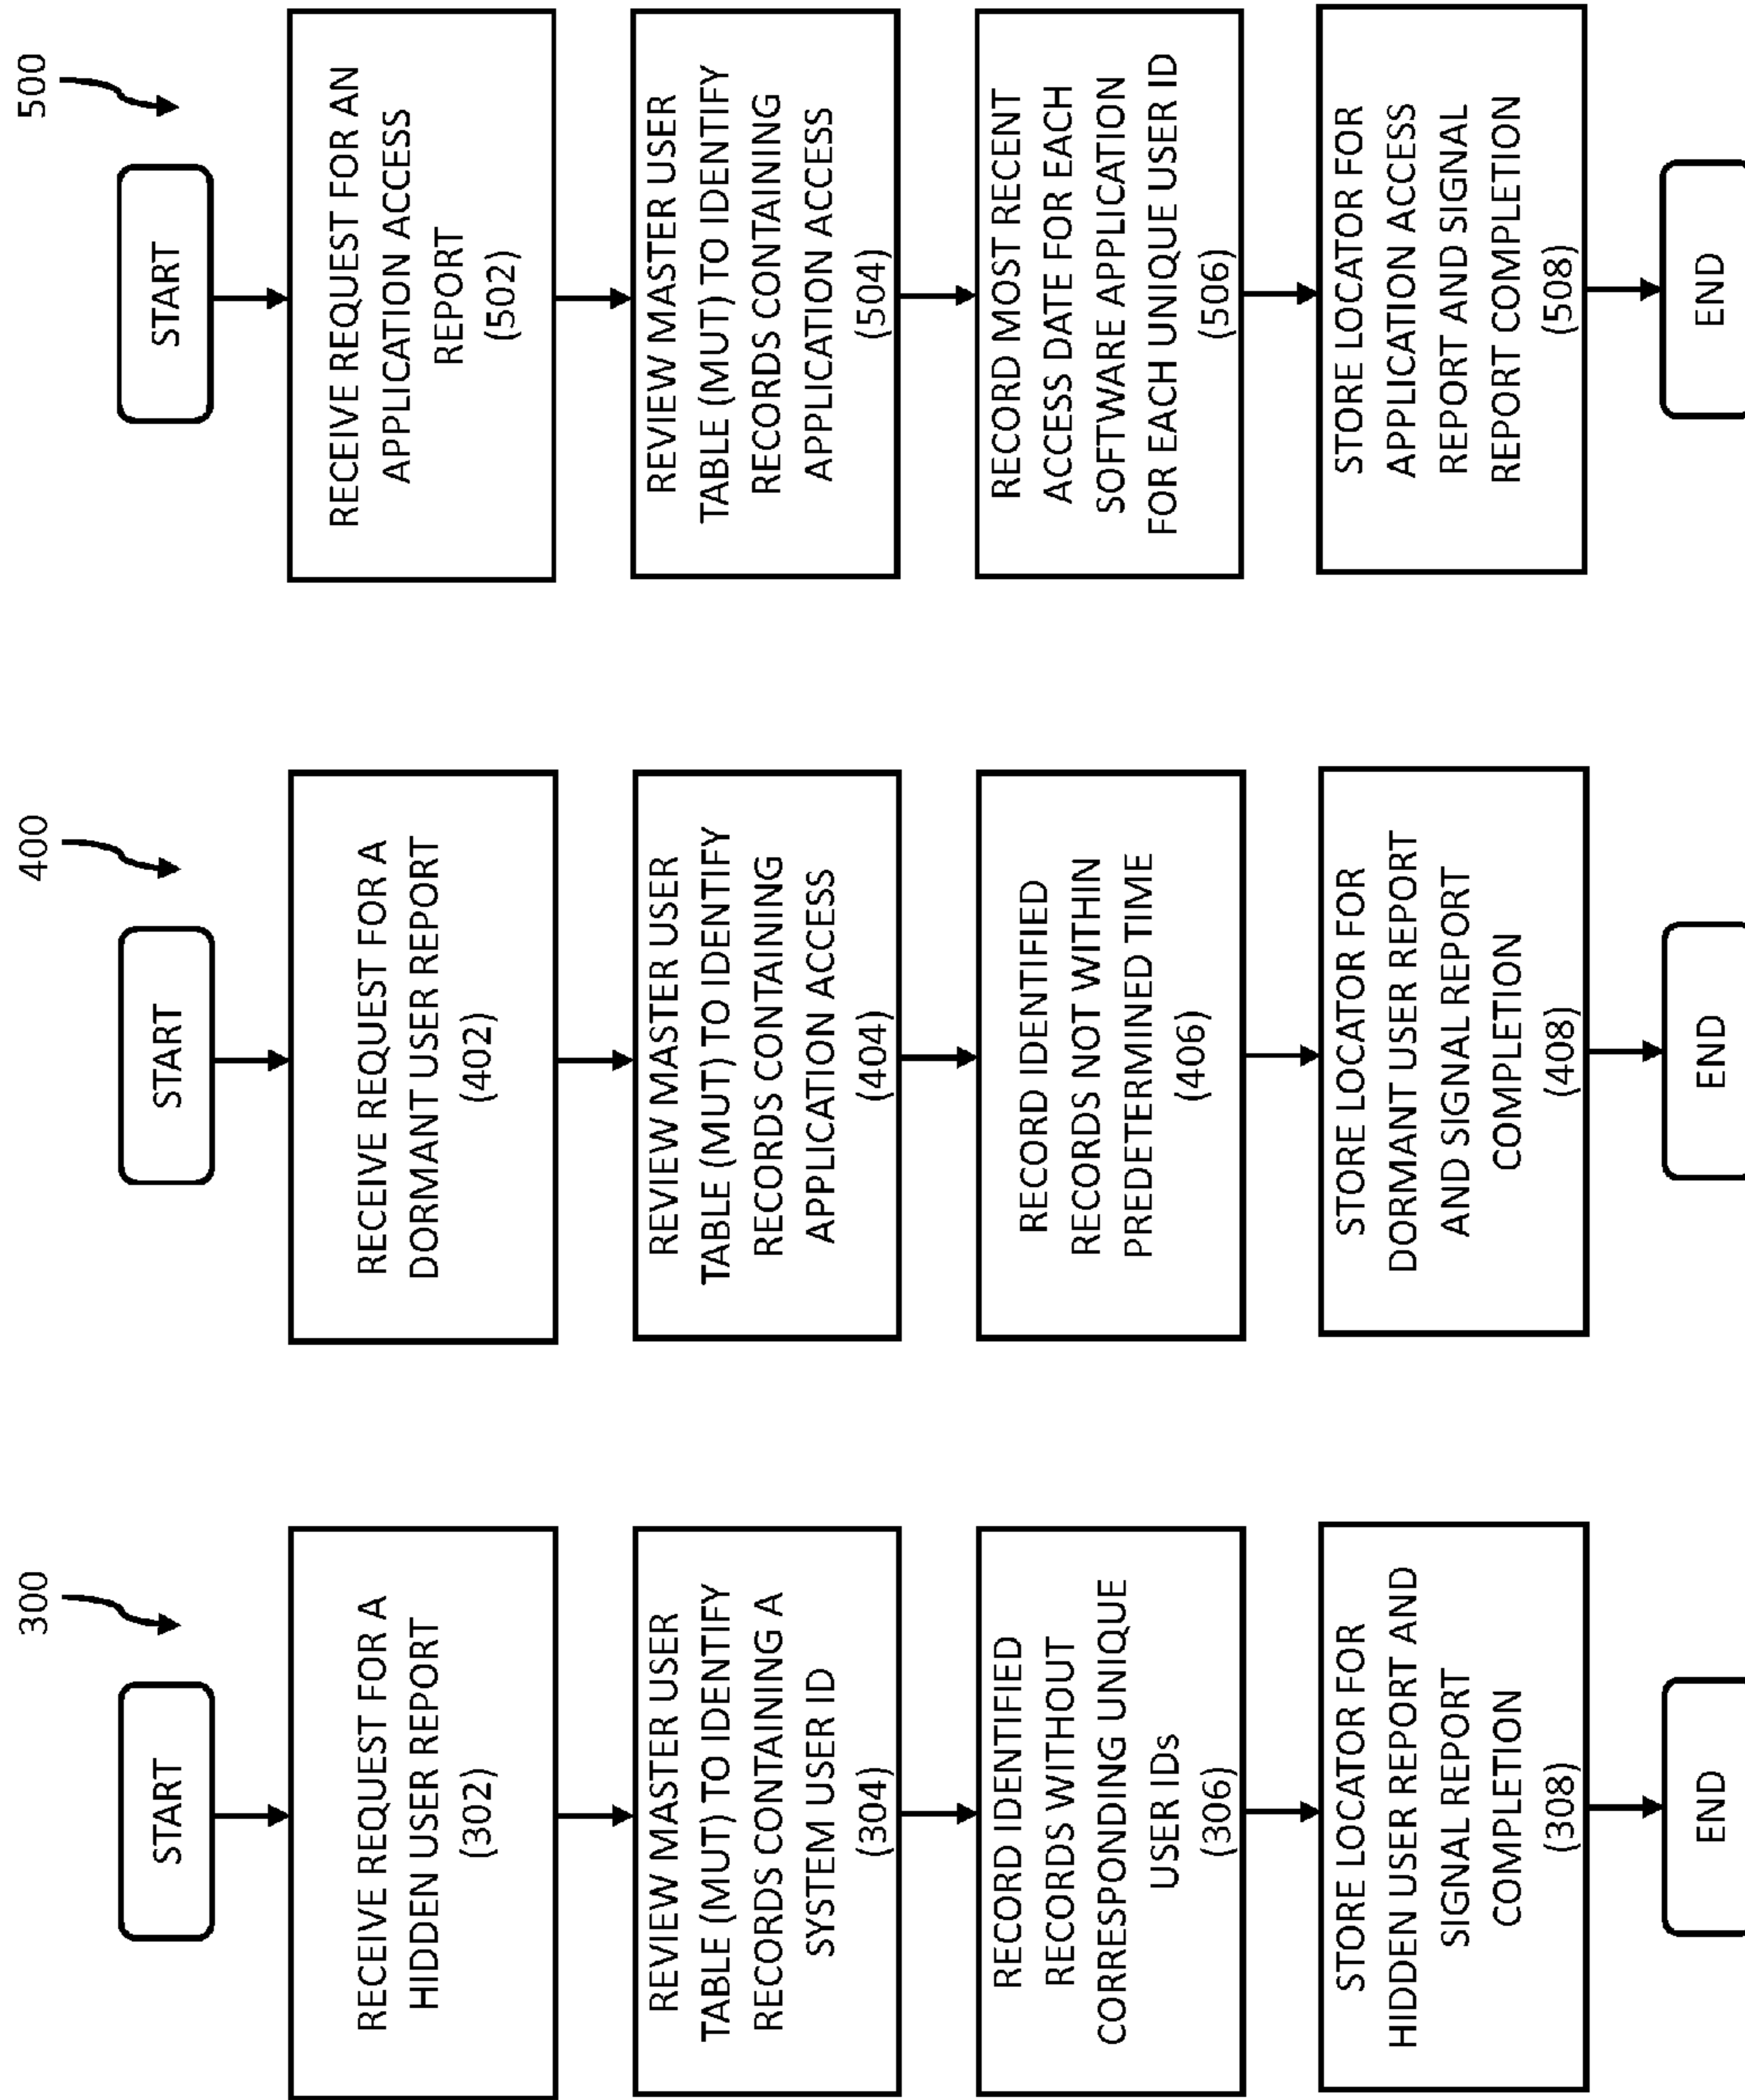 300
START
RECEIVE REQUEST FOR A
HIDDEN USER REPORT
(302)
REVIEW MASTER USER
TABLE (MUT) TO IDENTIFY
RECORDS CONTAINING A
SYSTEM USER ID
(304)
RECORD IDENTIFIED
RECORDS WITHOUT
CORRESPONDING UNIQUE
USER IDs
(306)
STORE LOCATOR FOR
HIDDEN USER REPORT AND
SIGNAL REPORT
COMPLETION
(308)
END
400
START
RECEIVE REQUEST FOR A
DORMANT USER REPORT
(402)
REVIEW MASTER USER
TABLE (MUT) TO IDENTIFY
RECORDS CONTAINING
APPLICATION ACCESS
(404)
RECORD IDENTIFIED
RECORDS NOT WITHIN
PREDETERMINED TIME
(406)
STORE LOCATOR FOR
DORMANT USER REPORT
AND SIGNAL REPORT
COMPLETION
(408)
END
500
START
RECEIVE REQUEST FOR AN
APPLICATION ACCESS
REPORT
(502)
REVIEW MASTER USER
TABLE (MUT) TO IDENTIFY
RECORDS CONTAINING
APPLICATION ACCESS
(504)
RECORD MOST RECENT
ACCESS DATE FOR EACH
SOFTWARE APPLICATION
FOR EACH UNIQUE USER ID
(506)
STORE LOCATOR FOR
APPLICATION ACCESS
REPORT AND SIGNAL
REPORT COMPLETION
(508)
END